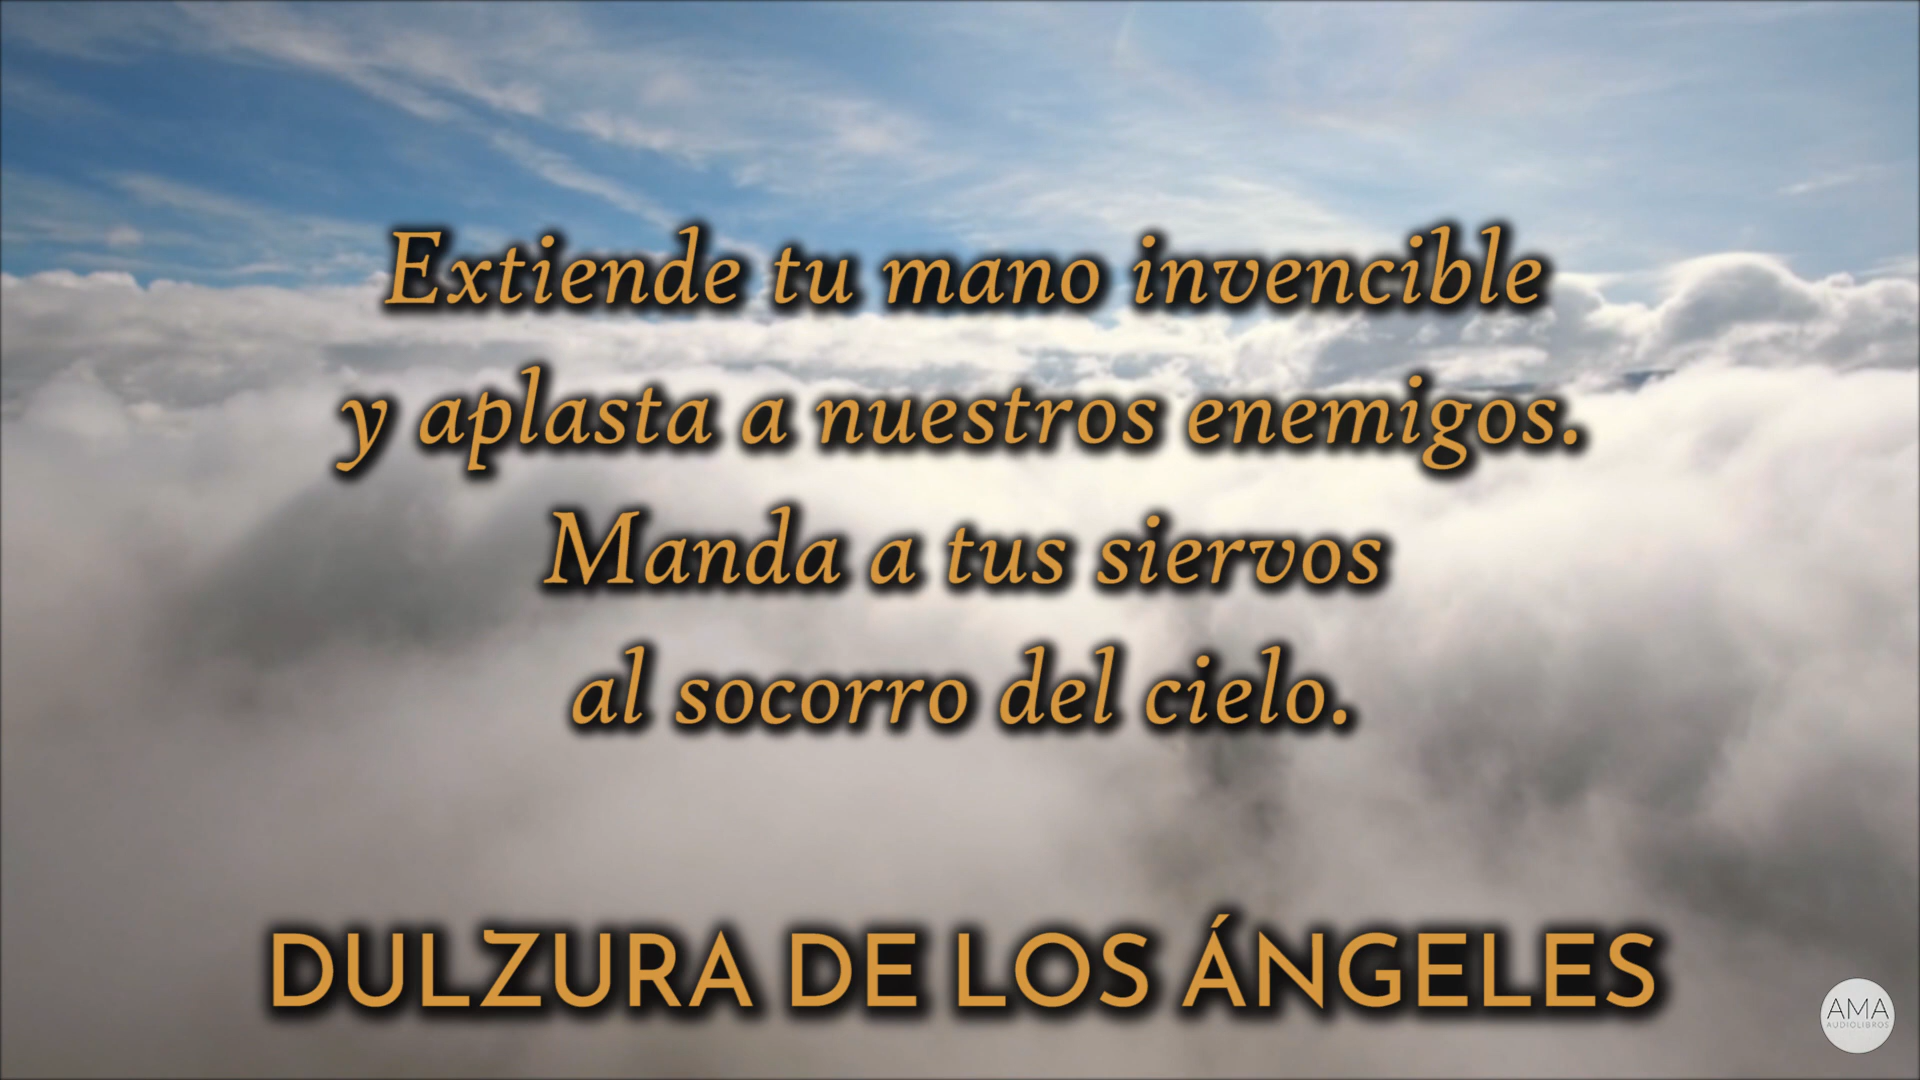 Extiende tu mano invencible
y aplasta a nuestros enemigos.
Manda a tus siervos
al socorro del cielo.
DULZURA DE LOS ÁNGELES
AMA
AUDIOLIBROS